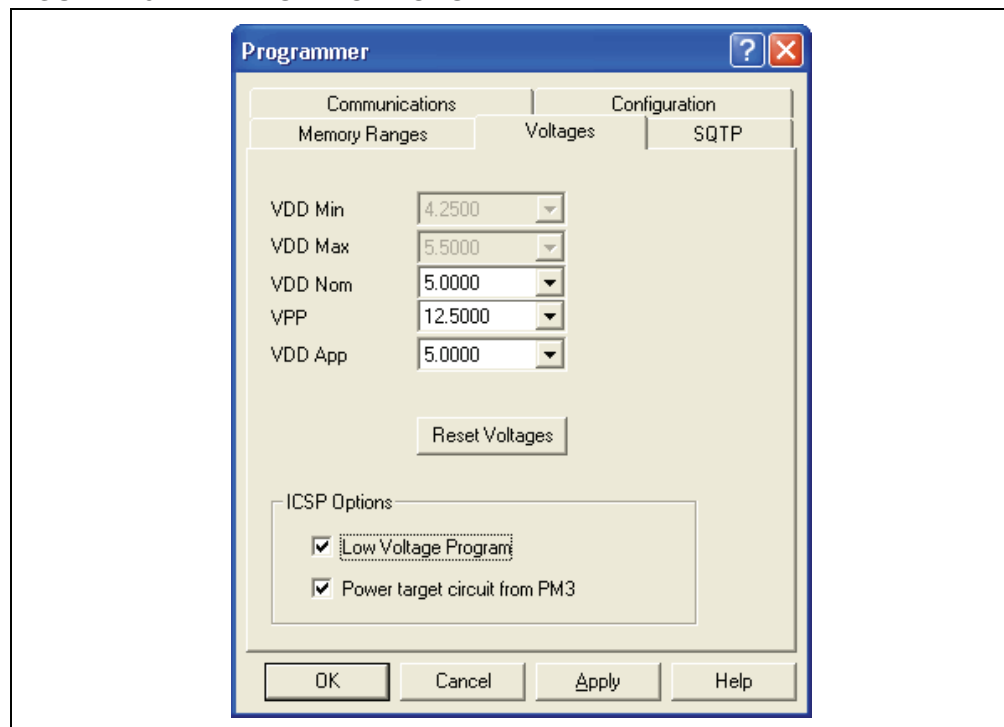 Programmer
Communications Configuration
Memory Ranges Voltages SQTP
VDD Min 4.2500
VDD Max 5.5000
VDD Nom 5.0000
VPP 12.5000
VDD App 5.0000
Reset Voltages
ICSP Options
Low Voltage Program
Power target circuit from PM3
OK Cancel Apply Help